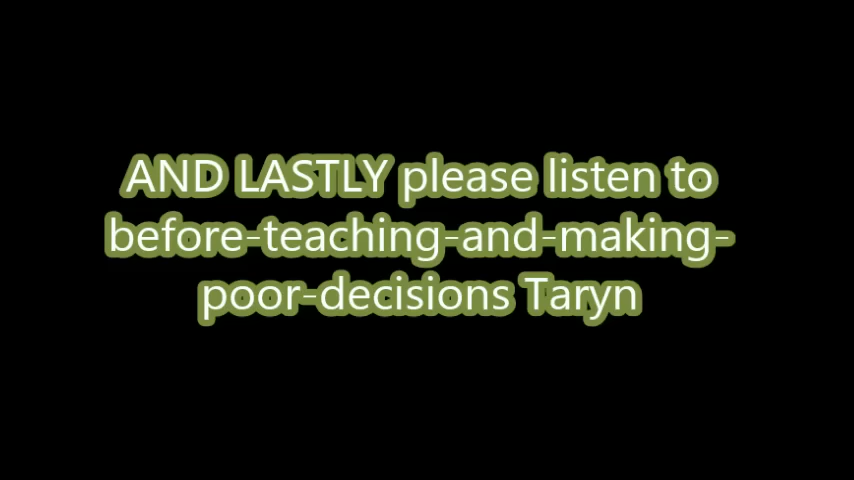 AND LASTLY please listen to
before-teaching-and-making-
poor-decisions Taryn